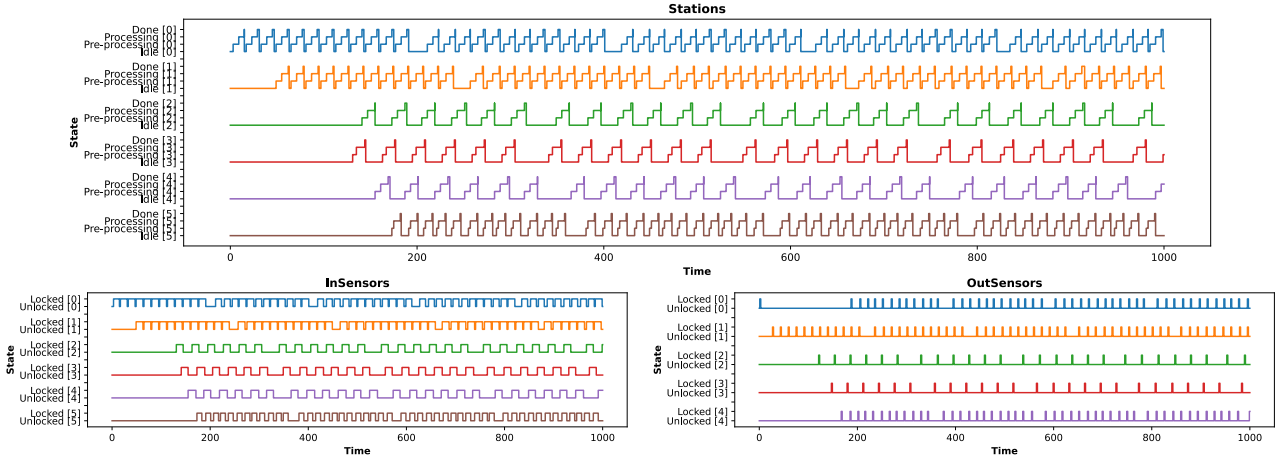 Stations
Done [0]
Processing [0]
Pre-processing [0]
Idle [0]
Done [1]
Processing [1]
Pre-processing [1]
Idle [1]
Done [2]
Processing [2]
Pre-processing [2]
Idle [2]
Done [3]
Processing [3]
Pre-processing [3]
Idle [3]
Done [4]
Processing [4]
Pre-processing [4]
Idle [4]
Done [5]
Processing [5]
Pre-processing [5]
Idle [5]
State
0 200 400 600 800 1000
Time
InSensors
Locked [0]
Unlocked [0]
Locked [1]
Unlocked [1]
Locked [2]
Unlocked [2]
Locked [3]
Unlocked [3]
Locked [4]
Unlocked [4]
Locked [5]
Unlocked [5]
State
0 200 400 600 800 1000
Time
OutSensors
Locked [0]
Unlocked [0]
Locked [1]
Unlocked [1]
Locked [2]
Unlocked [2]
Locked [3]
Unlocked [3]
Locked [4]
Unlocked [4]
State
0 200 400 600 800 1000
Time